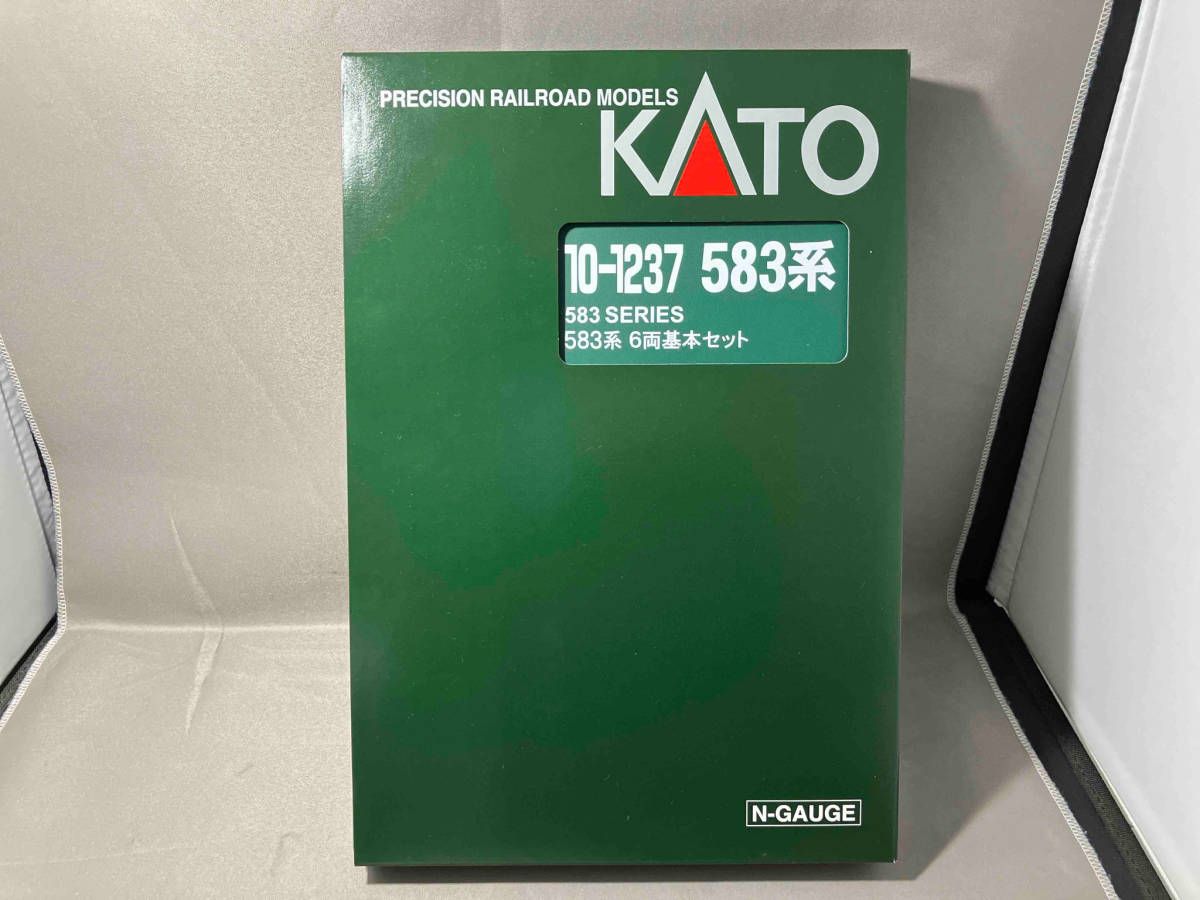 PRECISION RAILROAD MODELS
KATO
10-1237 583系
583 SERIES
583系 6両基本セット
N-GAUGE